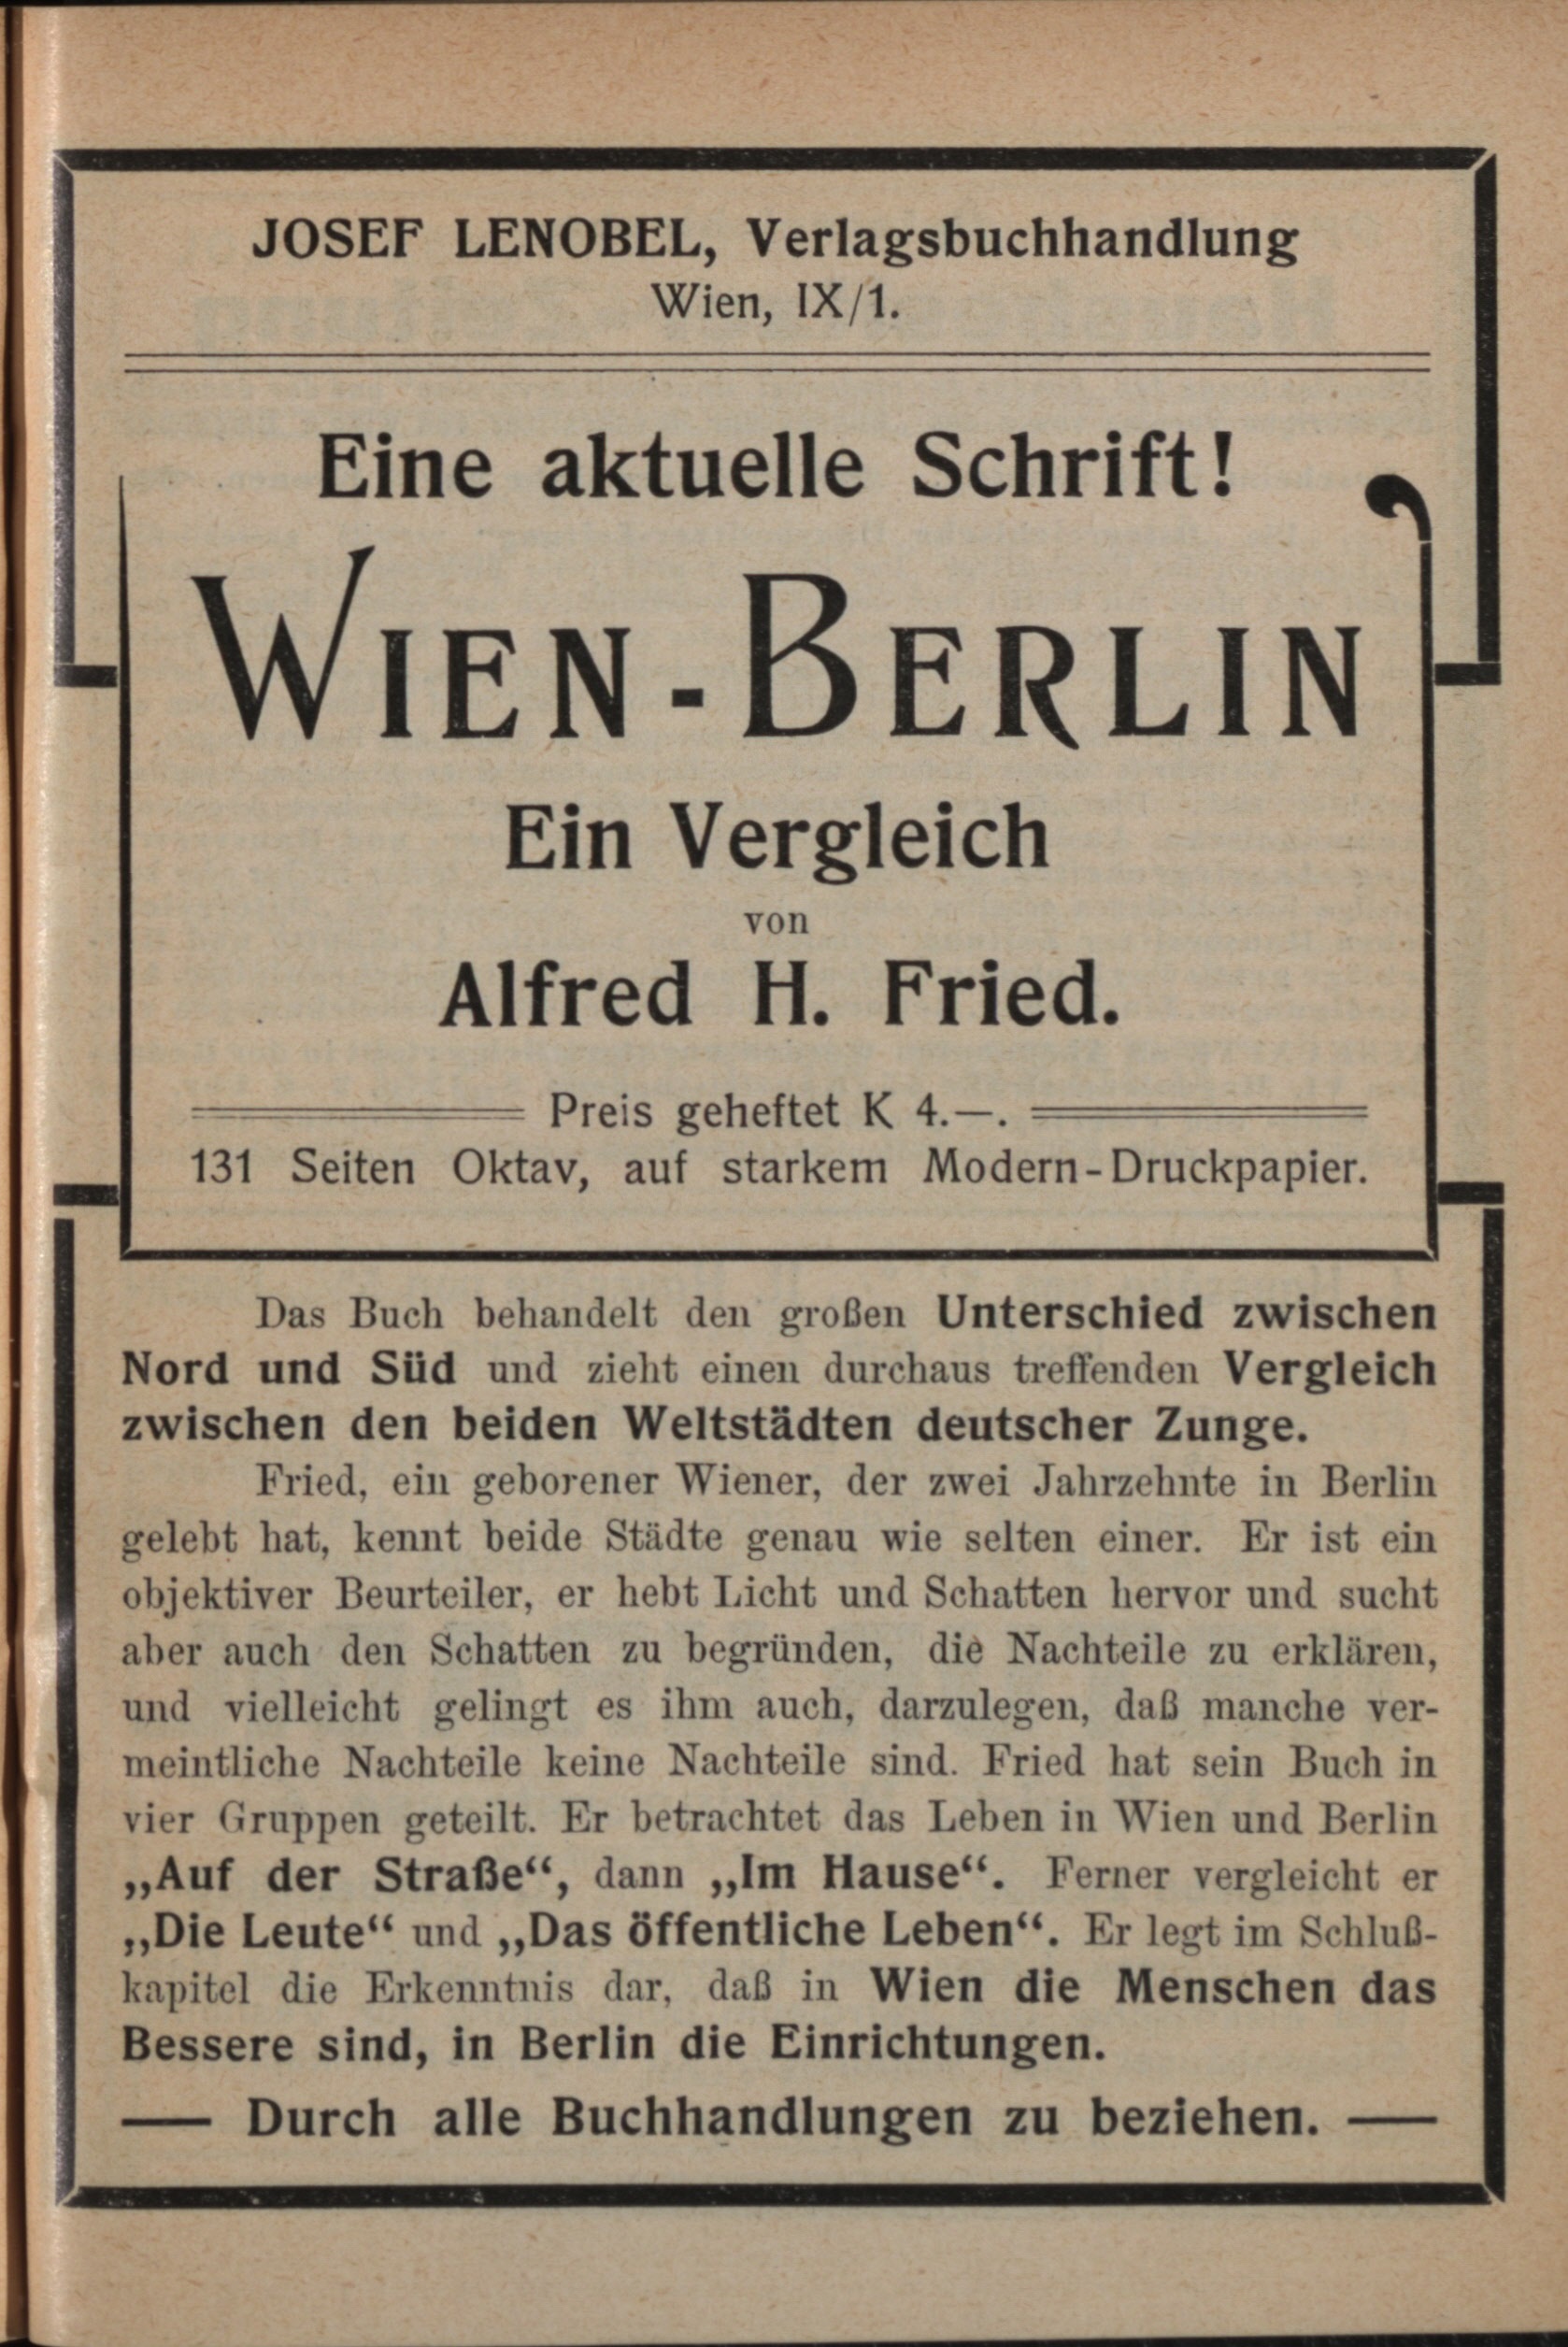 JOSEF LENOBEL, Verlagsbuchhandlung
Wien, IX/1.
Eine aktuelle Schrift!
WIEN-BERLIN
Ein Vergleich
von
Alfred H. Fried.
Preis geheftet K 4.—.
131 Seiten Oktav, auf starkem Modern-Druckpapier.
Das Buch behandelt den großen Unterschied zwischen
Nord und Süd und zieht einen durchaus treffenden Vergleich
zwischen den beiden Weltstädten deutscher Zunge.
Fried, ein geborener Wiener, der zwei Jahrzehnte in Berlin
gelebt hat, kennt beide Städte genau wie selten einer. Er ist ein
objektiver Beurteiler, er hebt Licht und Schatten hervor und sucht
aber auch den Schatten zu begründen, die Nachteile zu erklären,
und vielleicht gelingt es ihm auch, darzulegen, daß manche ver-
meintliche Nachteile keine Nachteile sind. Fried hat sein Buch in
vier Gruppen geteilt. Er betrachtet das Leben in Wien und Berlin
„Auf der Straße“, dann „Im Hause“. Ferner vergleicht er
„Die Leute“ und „Das öffentliche Leben“. Er legt im Schluß-
kapitel die Erkenntnis dar, daß in Wien die Menschen das
Bessere sind, in Berlin die Einrichtungen.
— Durch alle Buchhandlungen zu beziehen. —